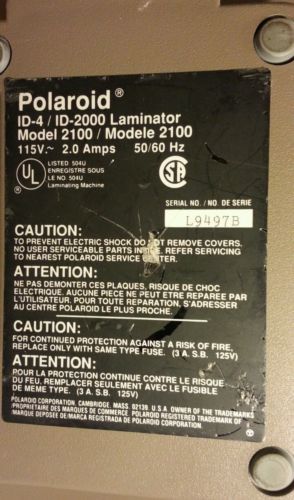 Polaroid®
ID-4 / ID-2000 Laminator
Model 2100 / Modele 2100
115V.~ 2.0 Amps 50/60 Hz
UL ®
LISTED 504U
ENREGISTRE SOUS
LE NO. 504U
Laminating Machine
SA
SERIAL NO. / NO. DE SERIE
L9497B
CAUTION:
TO PREVENT ELECTRIC SHOCK DO NOT REMOVE COVERS.
NO USER SERVICEABLE PARTS INSIDE. REFER SERVICING
TO NEAREST POLAROID SERVICE CENTER.
ATTENTION:
NE PAS DEMONTER CES PLAQUES, RISQUE DE CHOC
ELECTRIQUE. AUCUNE PIECE NE PEUT ETRE REPAREE PAR
L'UTILISATEUR. POUR TOUTE REPARATION, S'ADRESSER
AU CENTRE POLAROID LE PLUS PROCHE.
CAUTION:
FOR CONTINUED PROTECTION AGAINST A RISK OF FIRE,
REPLACE ONLY WITH SAME TYPE FUSE. (3 A.S.B. 125V)
ATTENTION:
POUR LA PROTECTION CONTINUE CONTRE LE RISQUE
DU FEU, REMPLACER SEULEMENT AVEC LE FUSIBLE
DE MEME TYPE. (3 A.S.B. 125V)
POLAROID CORPORATION, CAMBRIDGE, MASS. 02139, U.S.A OWNER OF THE TRADEMARKS
/PROPRIETAIRE DES MARQUES DE COMMERCE. POLAROID REGISTERED TRADEMARK OF
MARQUE DEPOSEE DE/MARCA REGISTRADA DE POLAROID CORPORATION.